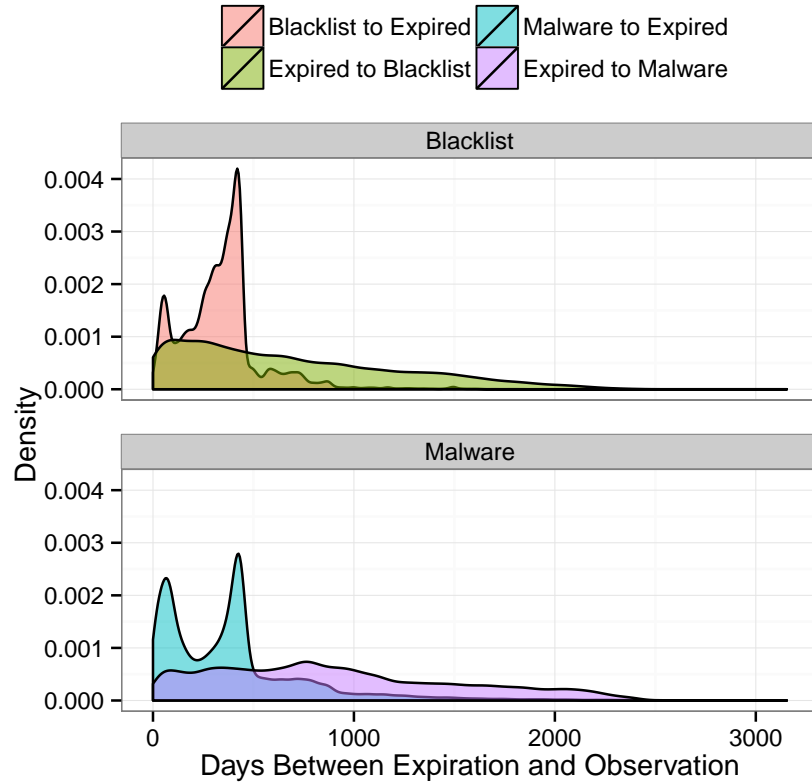 Blacklist to Expired
Malware to Expired
Expired to Blacklist
Expired to Malware
Blacklist
0.004
0.003
0.002
0.001
0.000
Density
Malware
0.004
0.003
0.002
0.001
0.000
0 1000 2000 3000
Days Between Expiration and Observation